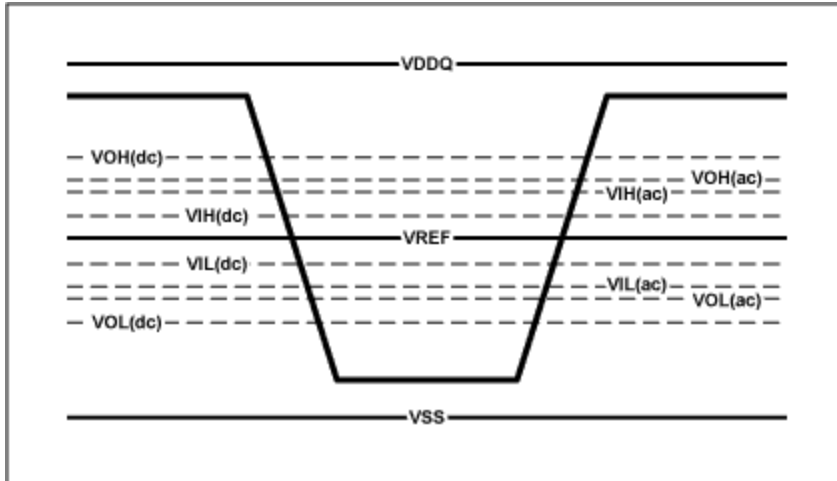 VDDQ
VOH(dc)
VOH(ac)
VIH(ac)
VIH(dc)
VREF
VIL(dc)
VIL(ac)
VOL(ac)
VOL(dc)
VSS